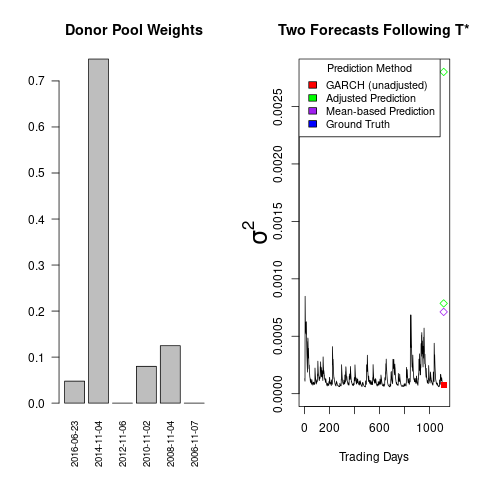 Donor Pool Weights
0.7
0.6
0.5
0.4
0.3
0.2
0.1
0.0
2016-06-23
2014-11-04
2012-11-06
2010-11-02
2008-11-04
2006-11-07
Two Forecasts Following T*
Prediction Method
GARCH (unadjusted)
Adjusted Prediction
Mean-based Prediction
Ground Truth
σ2
0.0025
0.0020
0.0015
0.0010
0.0005
0.0000
0 200 600 1000
Trading Days